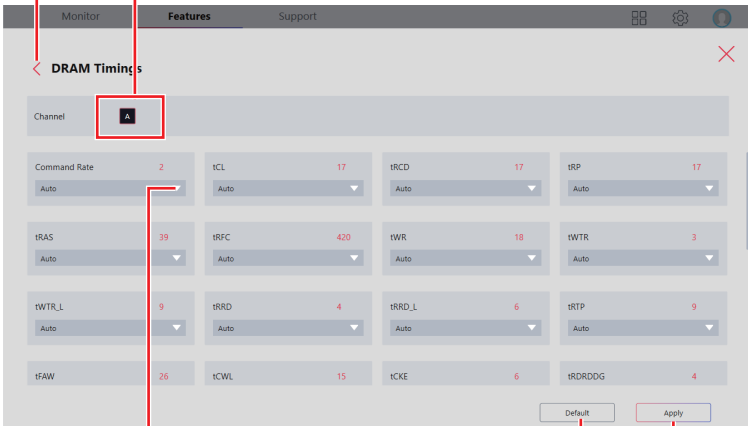 Monitor Features Support
DRAM Timings
Channel A
Command Rate 2 tCL 17 tRCD 17 tRP 17
Auto Auto Auto Auto
tRAS 39 tRFC 420 tWR 18 tWTR 3
Auto Auto Auto Auto
tWTR_L 9 tRRD 4 tRRD_L 6 tRTP 9
Auto Auto Auto Auto
tFAW 26 tCWL 15 tCKE 6 tRDRDDG 4
Default Apply